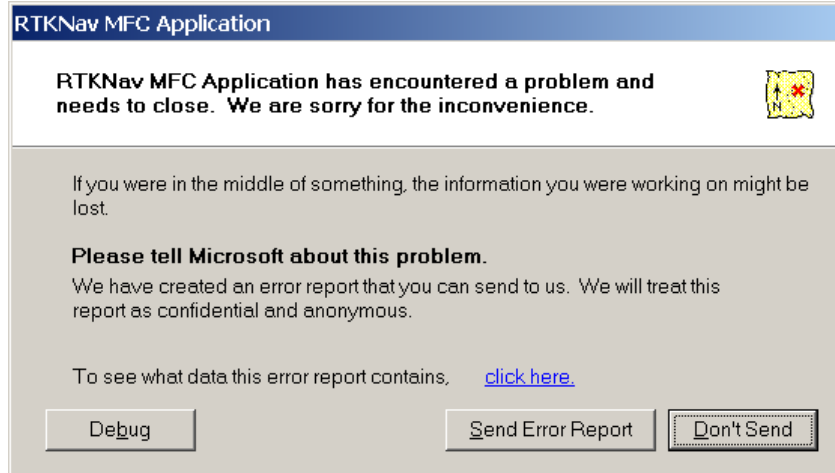 RTKNav MFC Application
RTKNav MFC Application has encountered a problem and
needs to close. We are sorry for the inconvenience.
N
If you were in the middle of something, the information you were working on might be
lost.
Please tell Microsoft about this problem.
We have created an error report that you can send to us. We will treat this
report as confidential and anonymous.
To see what data this error report contains, click here.
Debug Send Error Report Don't Send